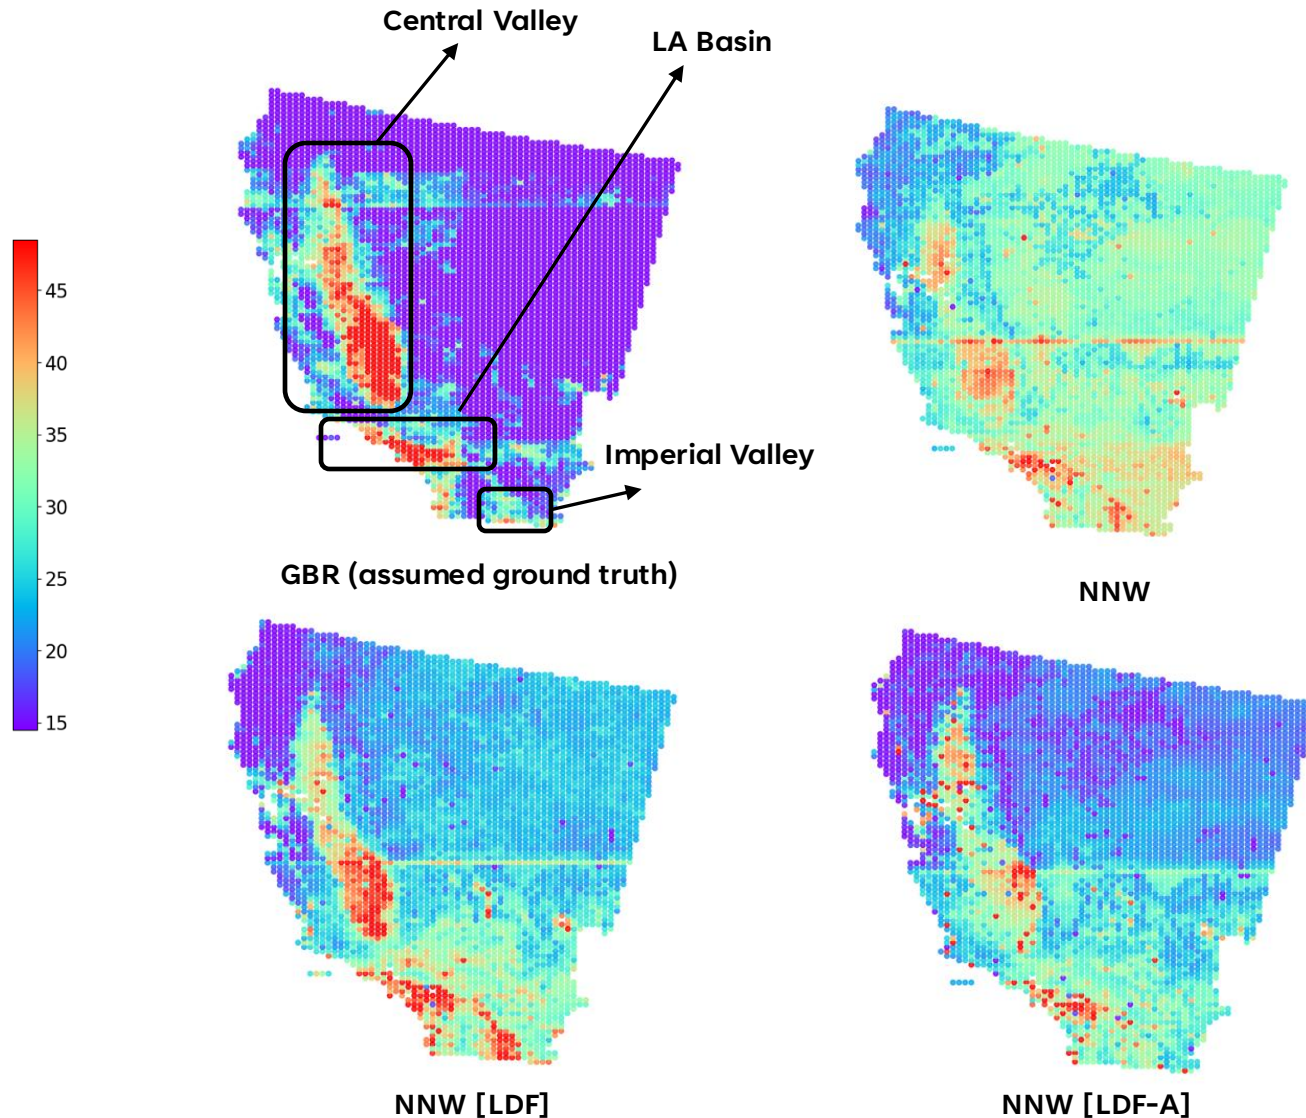 Central Valley
LA Basin
45
40
35
30
25
20
15
Imperial Valley
GBR (assumed ground truth)
NNW
NNW [LDF]
NNW [LDF-A]